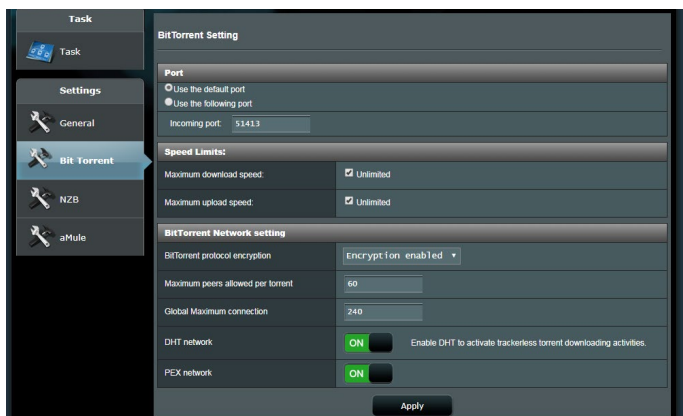 Task
Task
Settings
General
Bit Torrent
NZB
aMule
BitTorrent Setting
Port
Use the default port
Use the following port
Incoming port: 51413
Speed Limits:
Maximum download speed: Unlimited
Maximum upload speed: Unlimited
BitTorrent Network setting
BitTorrent protocol encryption Encryption enabled
Maximum peers allowed per torrent 60
Global Maximum connection 240
DHT network ON Enable DHT to activate trackerless torrent downloading activities.
PEX network ON
Apply